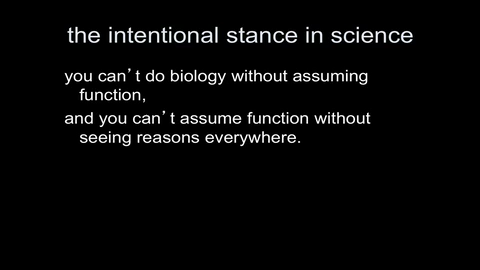 the intentional stance in science
you can’t do biology without assuming
function,
and you can’t assume function without
seeing reasons everywhere.